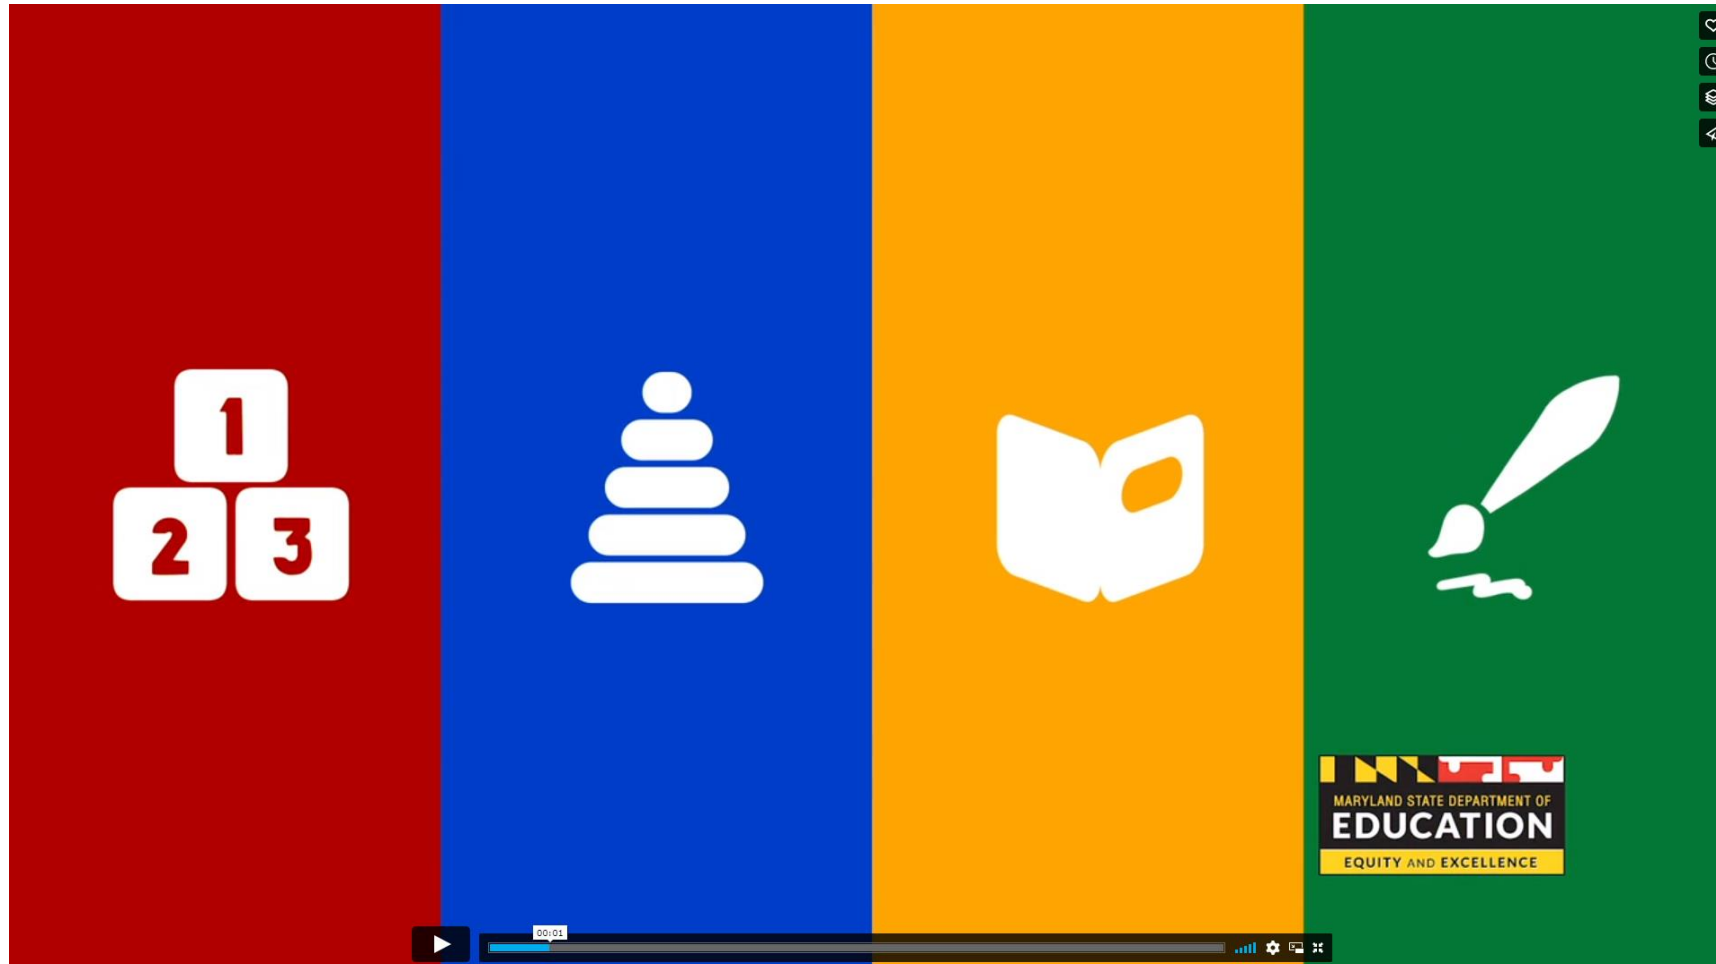 1
2 3
MARYLAND STATE DEPARTMENT OF
EDUCATION
EQUITY AND EXCELLENCE
00:01